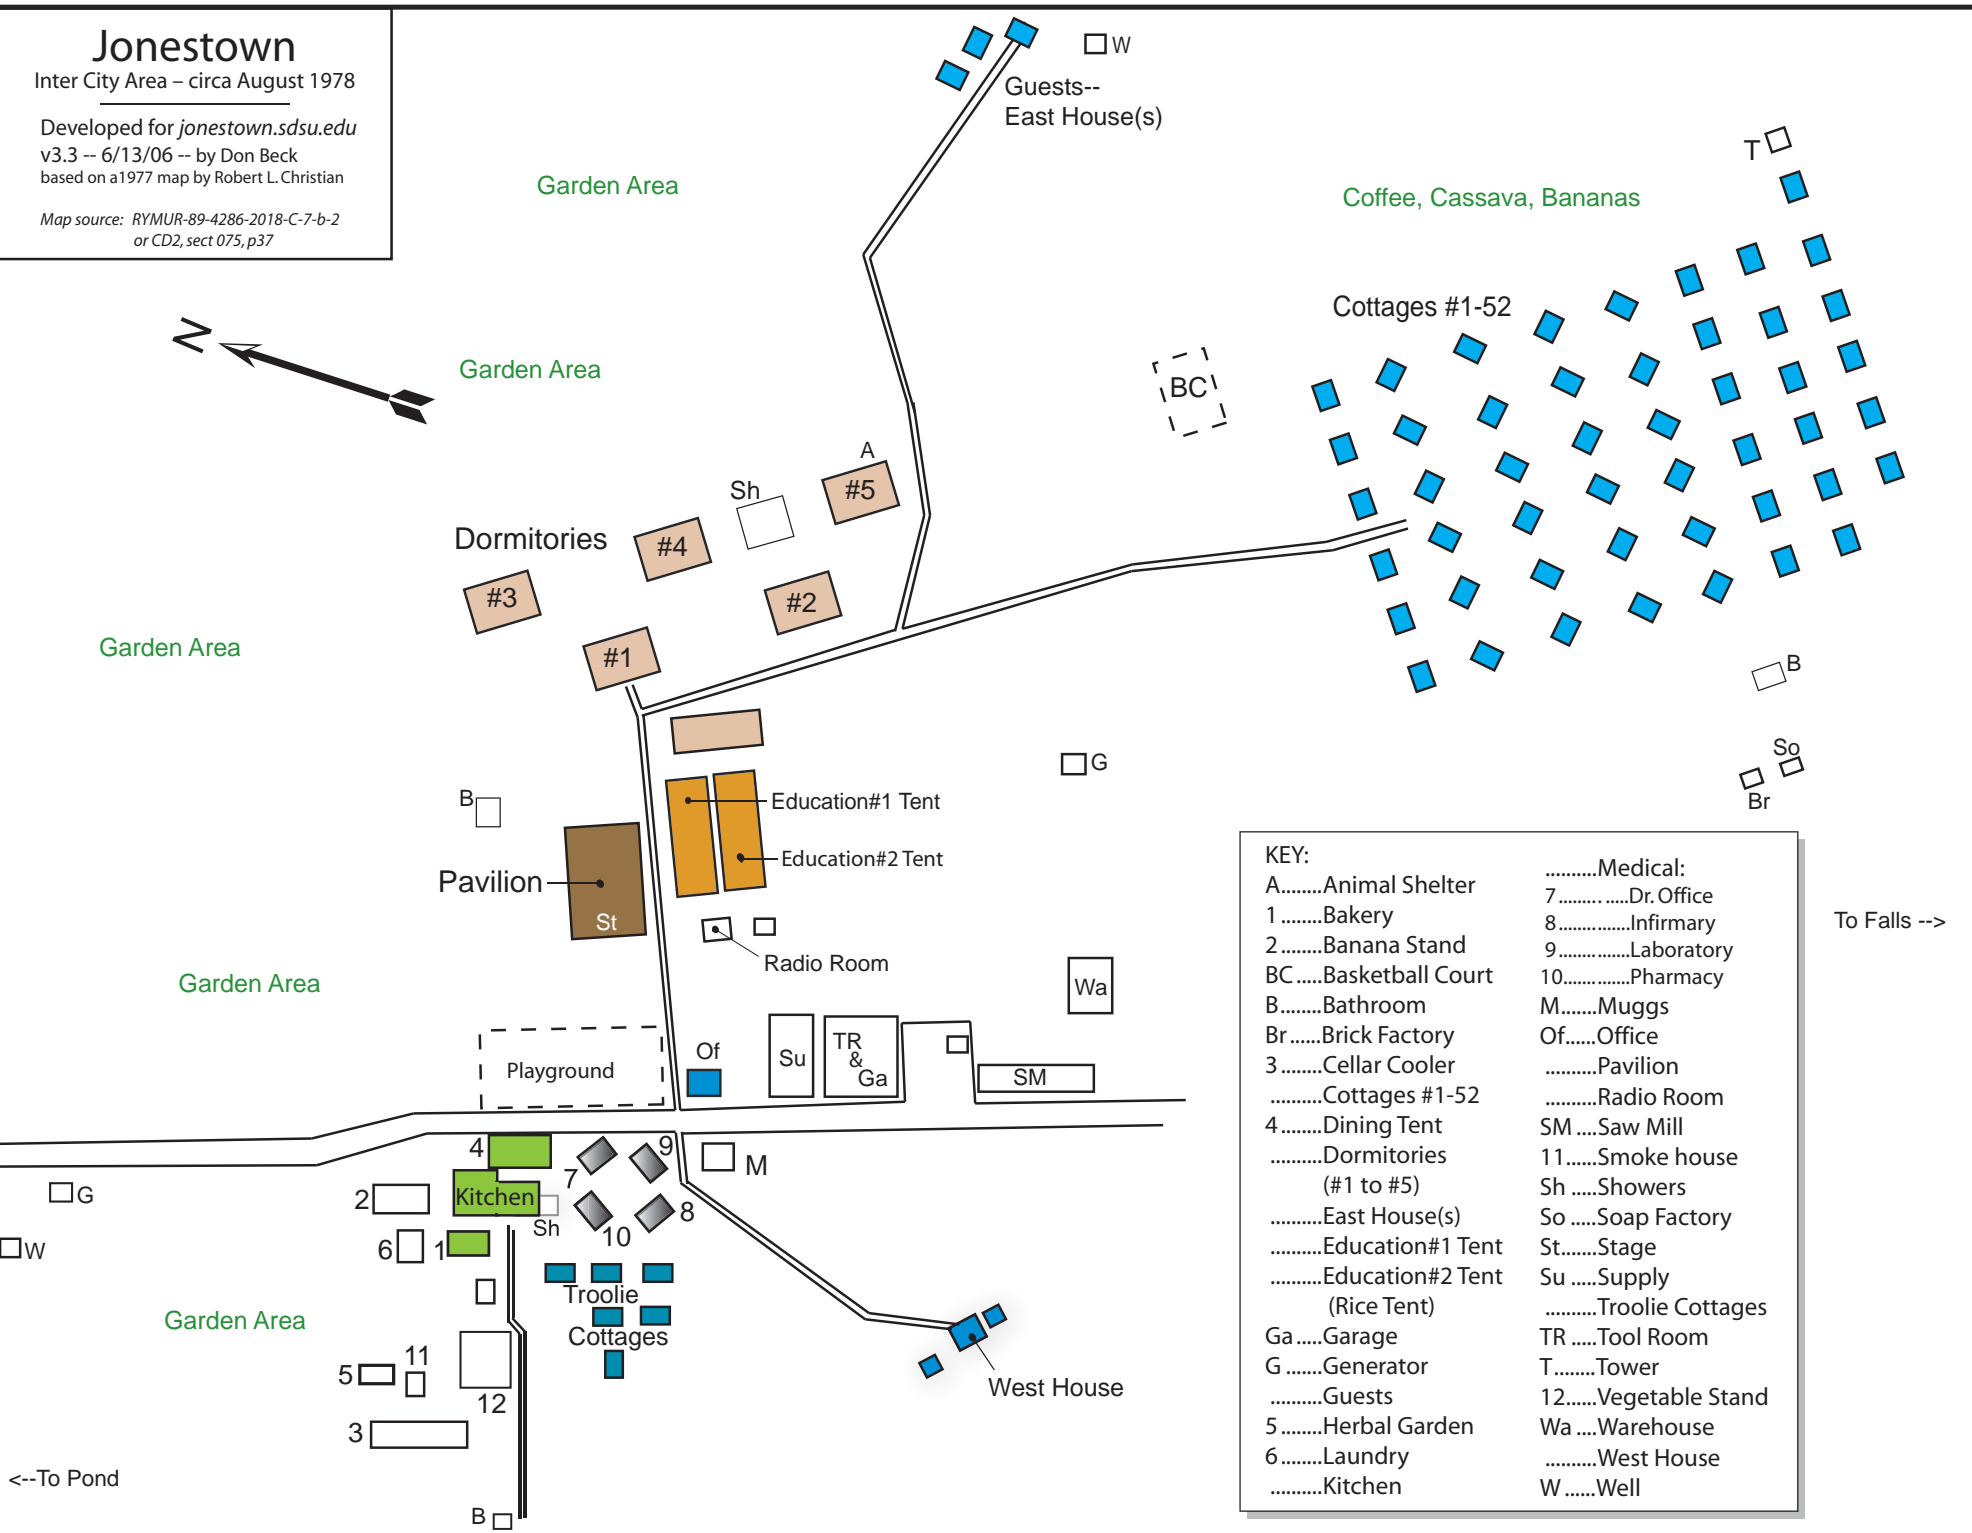 Jonestown
Inter City Area – circa August 1978
Developed for jonestown.sdsu.edu
v3.3 -- 6/13/06 -- by Don Beck
based on a1977 map by Robert L. Christian
Map source: RYMUR-89-4286-2018-C-7-b-2
or CD2, sect 075, p37
N
W
Guests--
East House(s)
Garden Area
T
Coffee, Cassava, Bananas
Cottages #1-52
Garden Area
BC
A
#5
Sh
Dormitories
#4
#3
#2
Garden Area
#1
B
G
So
Br
B
Education#1 Tent
Education#2 Tent
Pavilion
St
Radio Room
To Falls -->
Garden Area
Wa
Of
Su
TR
&
Ga
SM
Playground
4
7
9
M
G
2
Kitchen
Sh
8
10
W
6
1
Troolie
Cottages
Garden Area
11
5
12
3
West House
<--To Pond
B
KEY:
A........Animal Shelter
1 ........Bakery
2 ........Banana Stand
BC .....Basketball Court
B.........Bathroom
Br ......Brick Factory
3 ........Cellar Cooler
..........Cottages #1-52
4 ........Dining Tent
..........Dormitories
(#1 to #5)
..........East House(s)
..........Education#1 Tent
..........Education#2 Tent
(Rice Tent)
Ga .....Garage
G .......Generator
..........Guests
5 ........Herbal Garden
6 ........Laundry
..........Kitchen
..........Medical:
7..............Dr. Office
8..............Infirmary
9..............Laboratory
10.............Pharmacy
M.......Muggs
Of......Office
..........Pavilion
..........Radio Room
SM ....Saw Mill
11......Smoke house
Sh .....Showers
So .....Soap Factory
St.......Stage
Su .....Supply
..........Troolie Cottages
TR .....Tool Room
T........Tower
12......Vegetable Stand
Wa ....Warehouse
..........West House
W ......Well